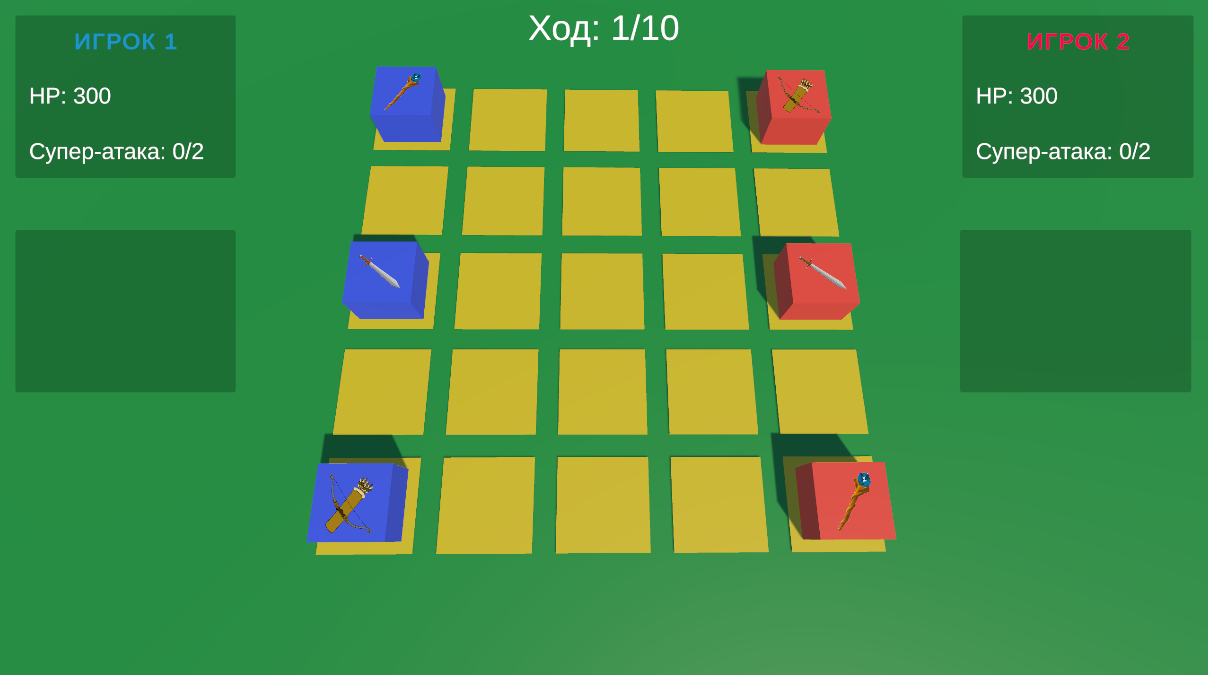 Ход: 1/10
ИГРОК 1
HP: 300
Супер-атака: 0/2
ИГРОК 2
HP: 300
Супер-атака: 0/2